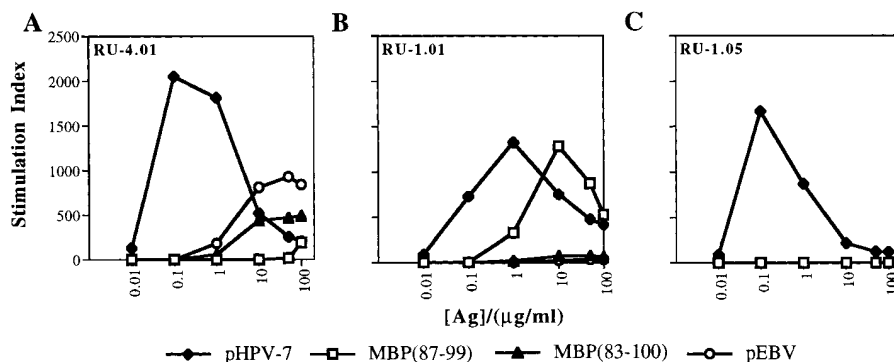 A
B
C
RU-4.01
RU-1.01
RU-1.05
Stimulation Index
2500
2000
1500
1000
500
0
0.01
0.1
1
10
100
0.01
0.1
1
10
100
0.01
0.1
1
10
100
[Ag]/(µg/ml)
pHPV-7
MBP(87-99)
MBP(83-100)
pEBV